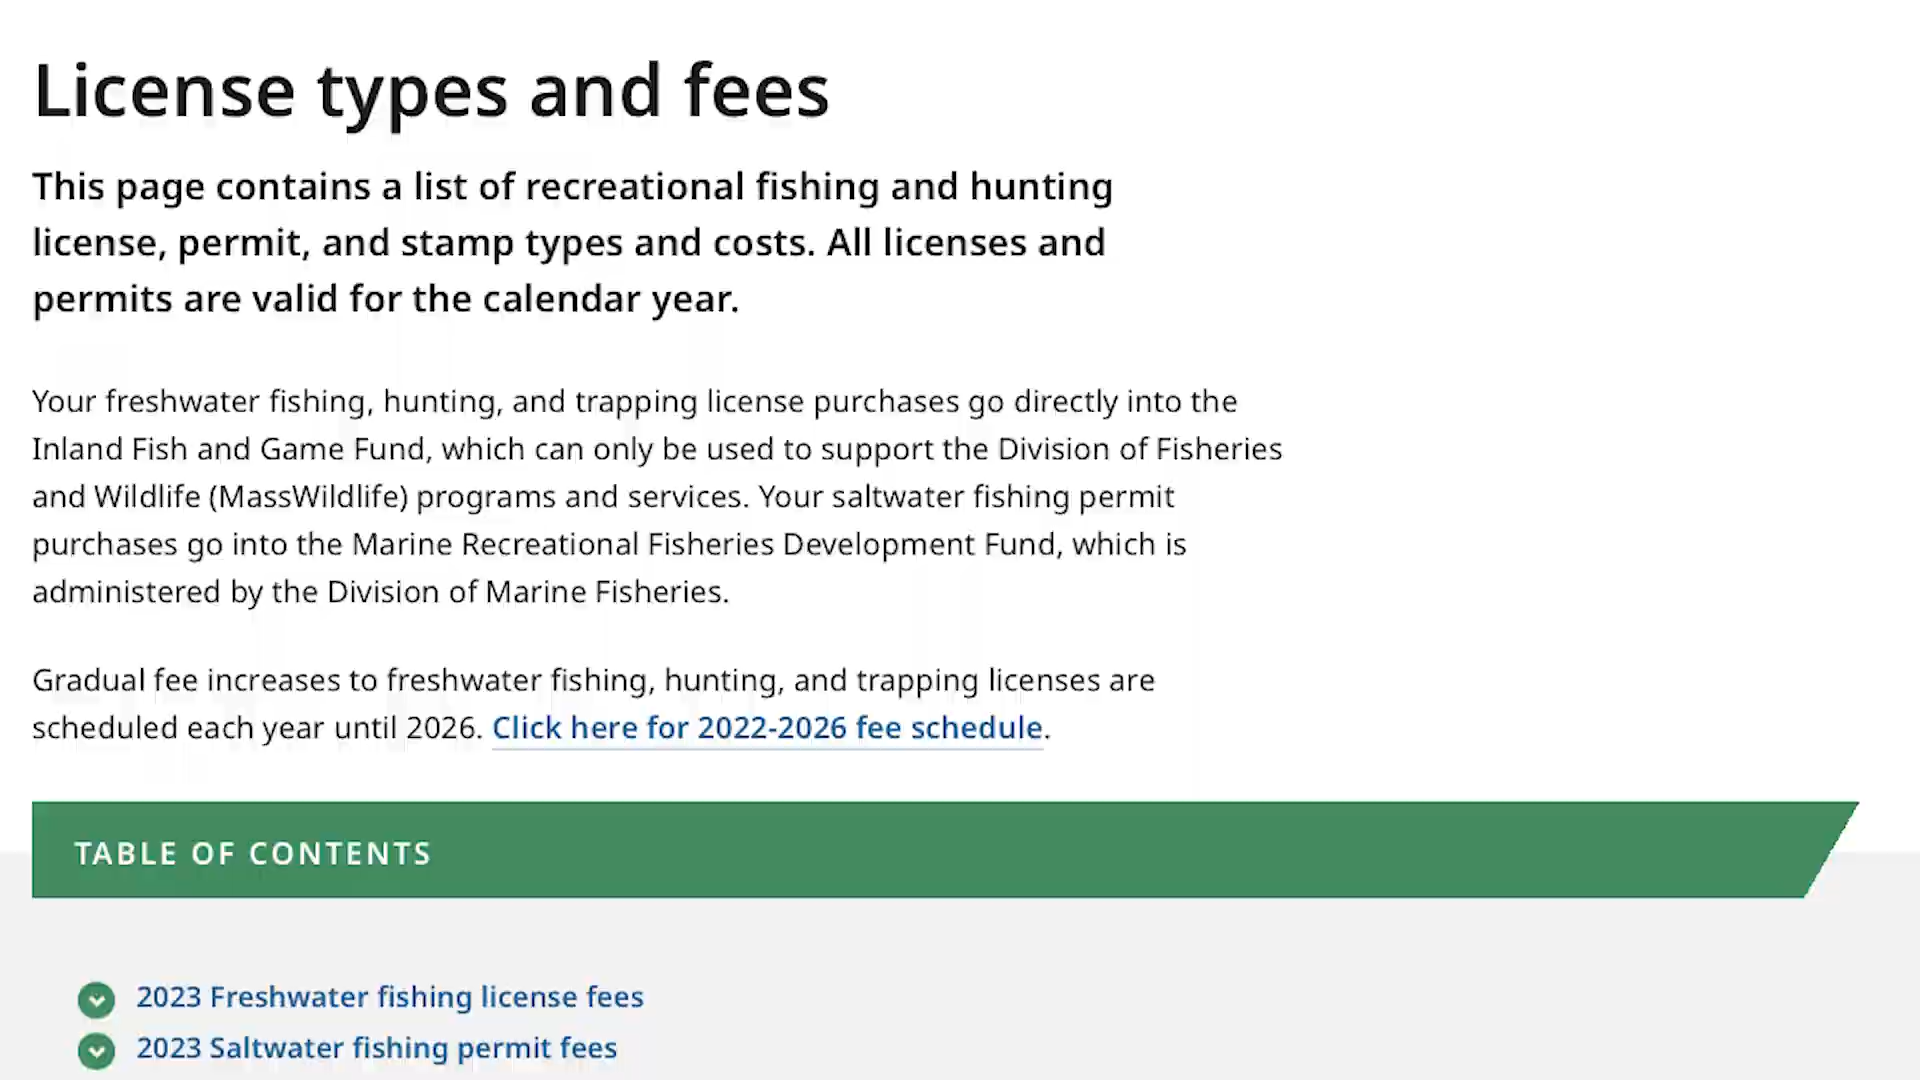 License types and fees
This page contains a list of recreational fishing and hunting
license, permit, and stamp types and costs. All licenses and
permits are valid for the calendar year.
Your freshwater fishing, hunting, and trapping license purchases go directly into the
Inland Fish and Game Fund, which can only be used to support the Division of Fisheries
and Wildlife (MassWildlife) programs and services. Your saltwater fishing permit
purchases go into the Marine Recreational Fisheries Development Fund, which is
administered by the Division of Marine Fisheries.
Gradual fee increases to freshwater fishing, hunting, and trapping licenses are
scheduled each year until 2026. Click here for 2022-2026 fee schedule.
TABLE OF CONTENTS
2023 Freshwater fishing license fees
2023 Saltwater fishing permit fees